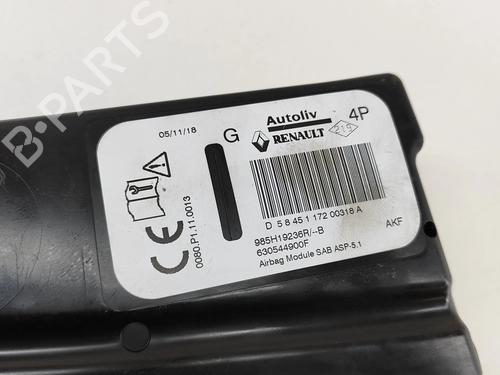 05/11/18
G
Autoliv
RENAULT
219
4P
D 5 8 45 1 172 00318 A
985H19236R/--B
630544900F
Airbag Module SAB ASP-5.1
AKF
CE
0080.P1.11.0013
B-PARTS